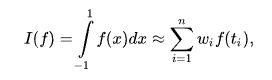 I(f) = ∫_{-1}^{1} f(x)dx ≈ ∑_{i=1}^{n} w_i f(t_i),